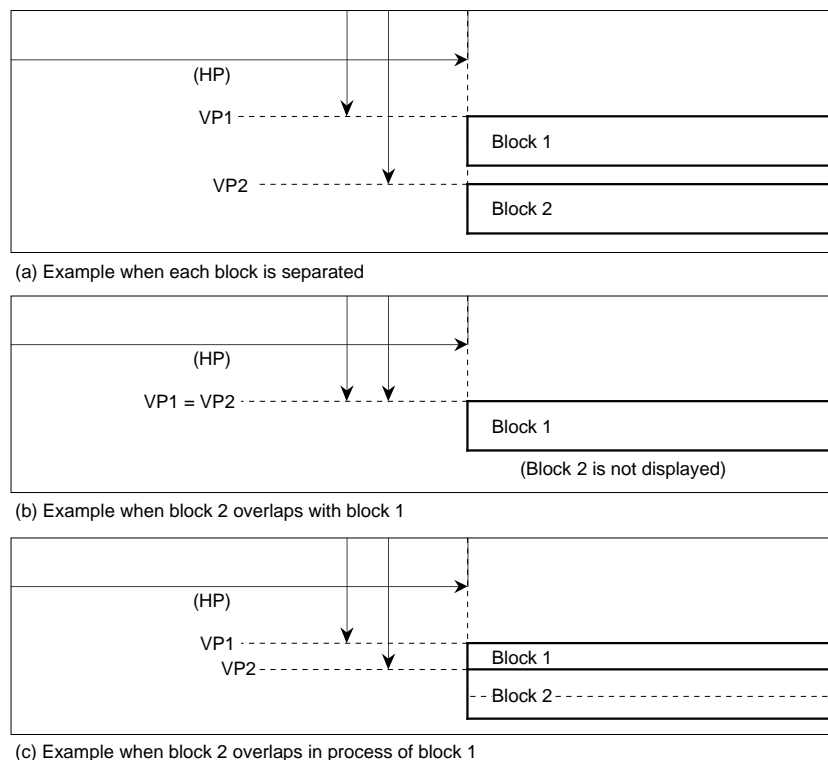 (HP)
VP1
Block 1
VP2
Block 2
(a) Example when each block is separated
(HP)
VP1 = VP2
Block 1
(Block 2 is not displayed)
(b) Example when block 2 overlaps with block 1
(HP)
VP1
Block 1
VP2
Block 2
(c) Example when block 2 overlaps in process of block 1